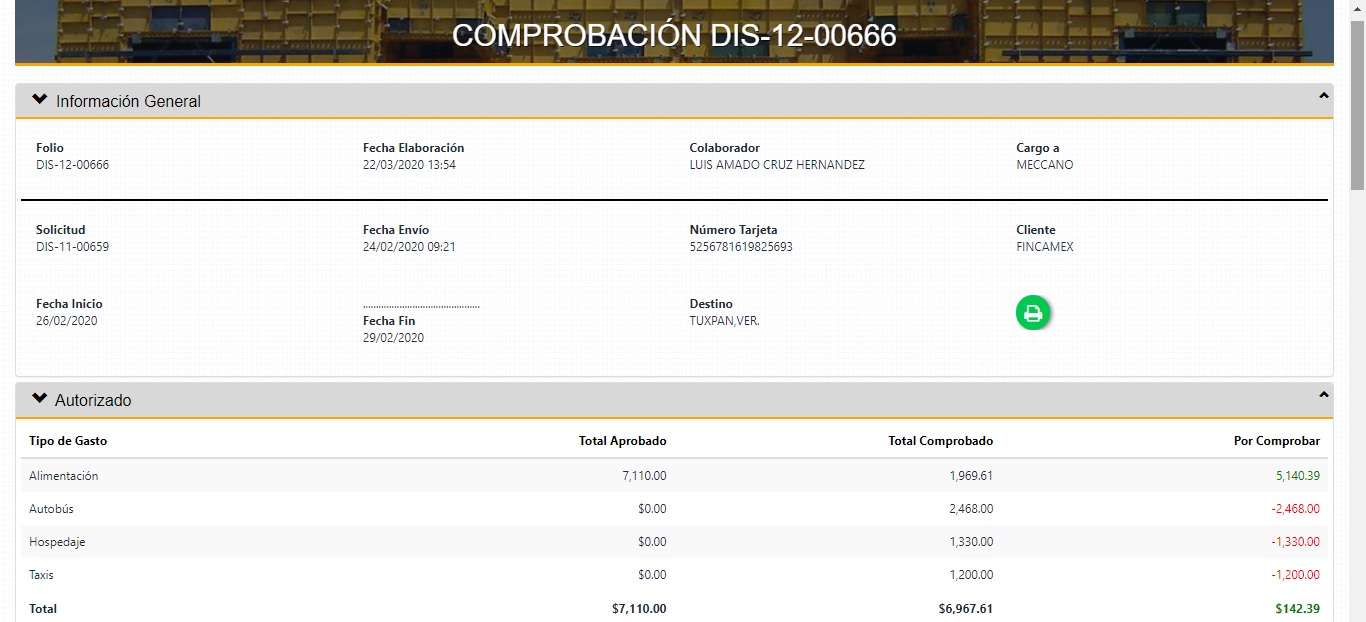 COMPROBACIÓN DIS-12-00666
Información General
Folio Fecha Elaboración Colaborador Cargo a
DIS-12-00666 22/03/2020 13:54 LUIS AMADO CRUZ HERNANDEZ MECCANO
Solicitud Fecha Envío Número Tarjeta Cliente
DIS-11-00659 24/02/2020 09:21 5256781619825693 FINCAMEX
Fecha Inicio ............................................. Destino
26/02/2020 Fecha Fin TUXPAN,VER.
29/02/2020
Autorizado
Tipo de Gasto Total Aprobado Total Comprobado Por Comprobar
Alimentación 7,110.00 1,969.61 5,140.39
Autobús $0.00 2,468.00 -2,468.00
Hospedaje $0.00 1,330.00 -1,330.00
Taxis $0.00 1,200.00 -1,200.00
Total $7,110.00 $6,967.61 $142.39